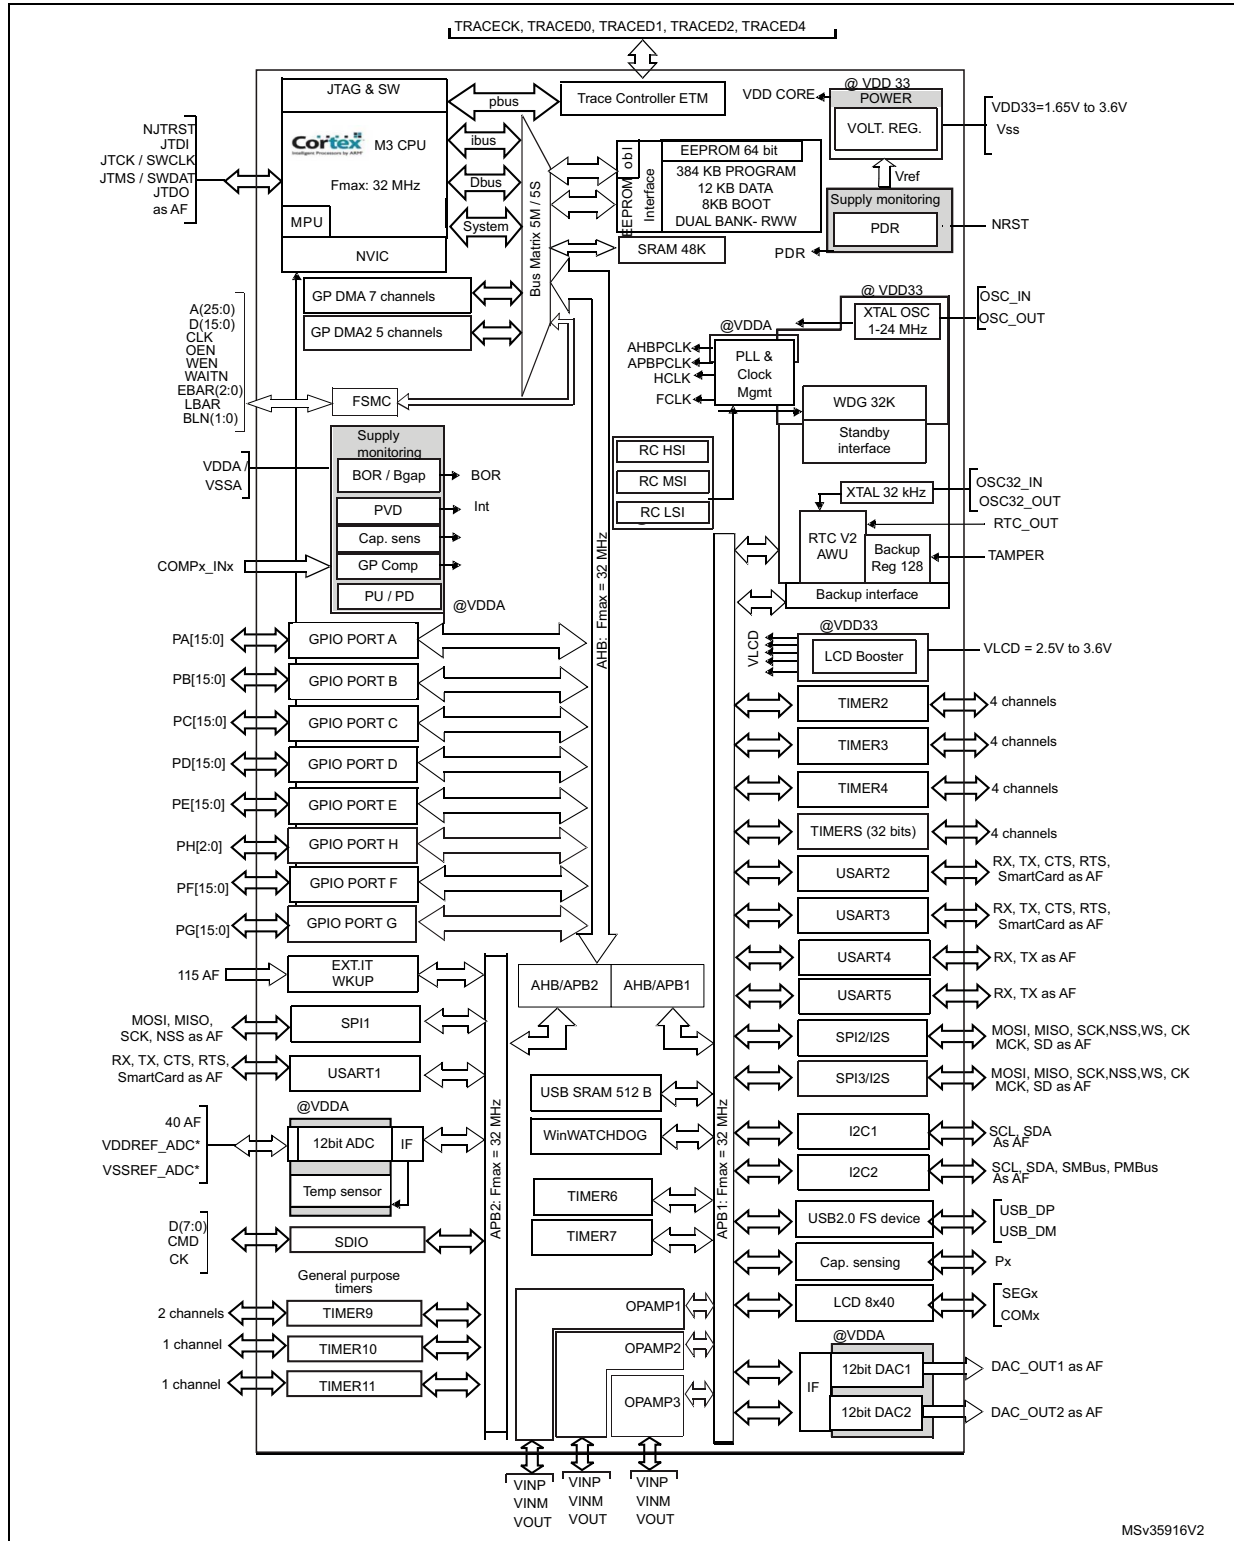 TRACECK, TRACED0, TRACED1, TRACED2, TRACED4
JTAG & SW
pbus
Trace Controller ETM
VDD CORE
@ VDD 33
POWER
VOLT. REG.
VDD33=1.65V to 3.6V
Vss
NJTRST
JTDI
JTCK / SWCLK
JTMS / SWDAT
JTDO
as AF
Cortex
Intelligent Processors by ARM®
M3 CPU
Fmax: 32 MHz
MPU
NVIC
ibus
Dbus
System
Bus Matrix 5M / 5S
EEPROM obl
Interface
EEPROM 64 bit
384 KB PROGRAM
12 KB DATA
8KB BOOT
DUAL BANK- RWW
SRAM 48K
Vref
Supply monitoring
PDR
NRST
PDR
GP DMA 7 channels
GP DMA2 5 channels
A(25:0)
D(15:0)
CLK
OEN
WEN
WAITN
EBAR(2:0)
LBAR
BLN(1:0)
FSMC
@ VDD33
XTAL OSC
1-24 MHz
OSC_IN
OSC_OUT
@VDDA
AHBPCLK
APBPCLK
HCLK
FCLK
PLL &
Clock
Mgmt
WDG 32K
Standby
interface
Supply
monitoring
VDDA /
VSSA
BOR / Bgap
BOR
PVD
Int
Cap. sens
COMPx_INx
GP Comp
PU / PD
@VDDA
RC HSI
RC MSI
RC LSI
@
XTAL 32 kHz
OSC32_IN
OSC32_OUT
RTC_OUT
RTC V2
AWU
Backup
Reg 128
TAMPER
Backup interface
AHB: Fmax = 32 MHz
PA[15:0]
GPIO PORT A
PB[15:0]
GPIO PORT B
PC[15:0]
GPIO PORT C
PD[15:0]
GPIO PORT D
PE[15:0]
GPIO PORT E
PH[2:0]
GPIO PORT H
PF[15:0]
GPIO PORT F
PG[15:0]
GPIO PORT G
@VDD33
VLCD
LCD Booster
VLCD = 2.5V to 3.6V
TIMER2
4 channels
TIMER3
4 channels
TIMER4
4 channels
TIMERS (32 bits)
4 channels
USART2
RX, TX, CTS, RTS,
SmartCard as AF
USART3
RX, TX, CTS, RTS,
SmartCard as AF
USART4
RX, TX as AF
USART5
RX, TX as AF
SPI2/I2S
MOSI, MISO, SCK,NSS,WS, CK
MCK, SD as AF
SPI3/I2S
MOSI, MISO, SCK,NSS,WS, CK
MCK, SD as AF
I2C1
SCL, SDA
As AF
I2C2
SCL, SDA, SMBus, PMBus
As AF
USB2.0 FS device
USB_DP
USB_DM
Cap. sensing
Px
LCD 8x40
SEGx
COMx
@VDDA
IF
12bit DAC1
DAC_OUT1 as AF
12bit DAC2
DAC_OUT2 as AF
115 AF
EXT.IT
WKUP
MOSI, MISO,
SCK, NSS as AF
SPI1
RX, TX, CTS, RTS,
SmartCard as AF
USART1
@VDDA
40 AF
VDDREF_ADC*
VSSREF_ADC*
12bit ADC
IF
Temp sensor
D(7:0)
CMD
CK
SDIO
General purpose
timers
2 channels
TIMER9
1 channel
TIMER10
1 channel
TIMER11
APB2: Fmax = 32 MHz
AHB/APB2
AHB/APB1
USB SRAM 512 B
WinWATCHDOG
TIMER6
TIMER7
APB1: Fmax = 32 MHz
OPAMP1
OPAMP2
OPAMP3
VINP
VINM
VOUT
VINP
VINM
VOUT
VINP
VINM
VOUT
MSv35916V2